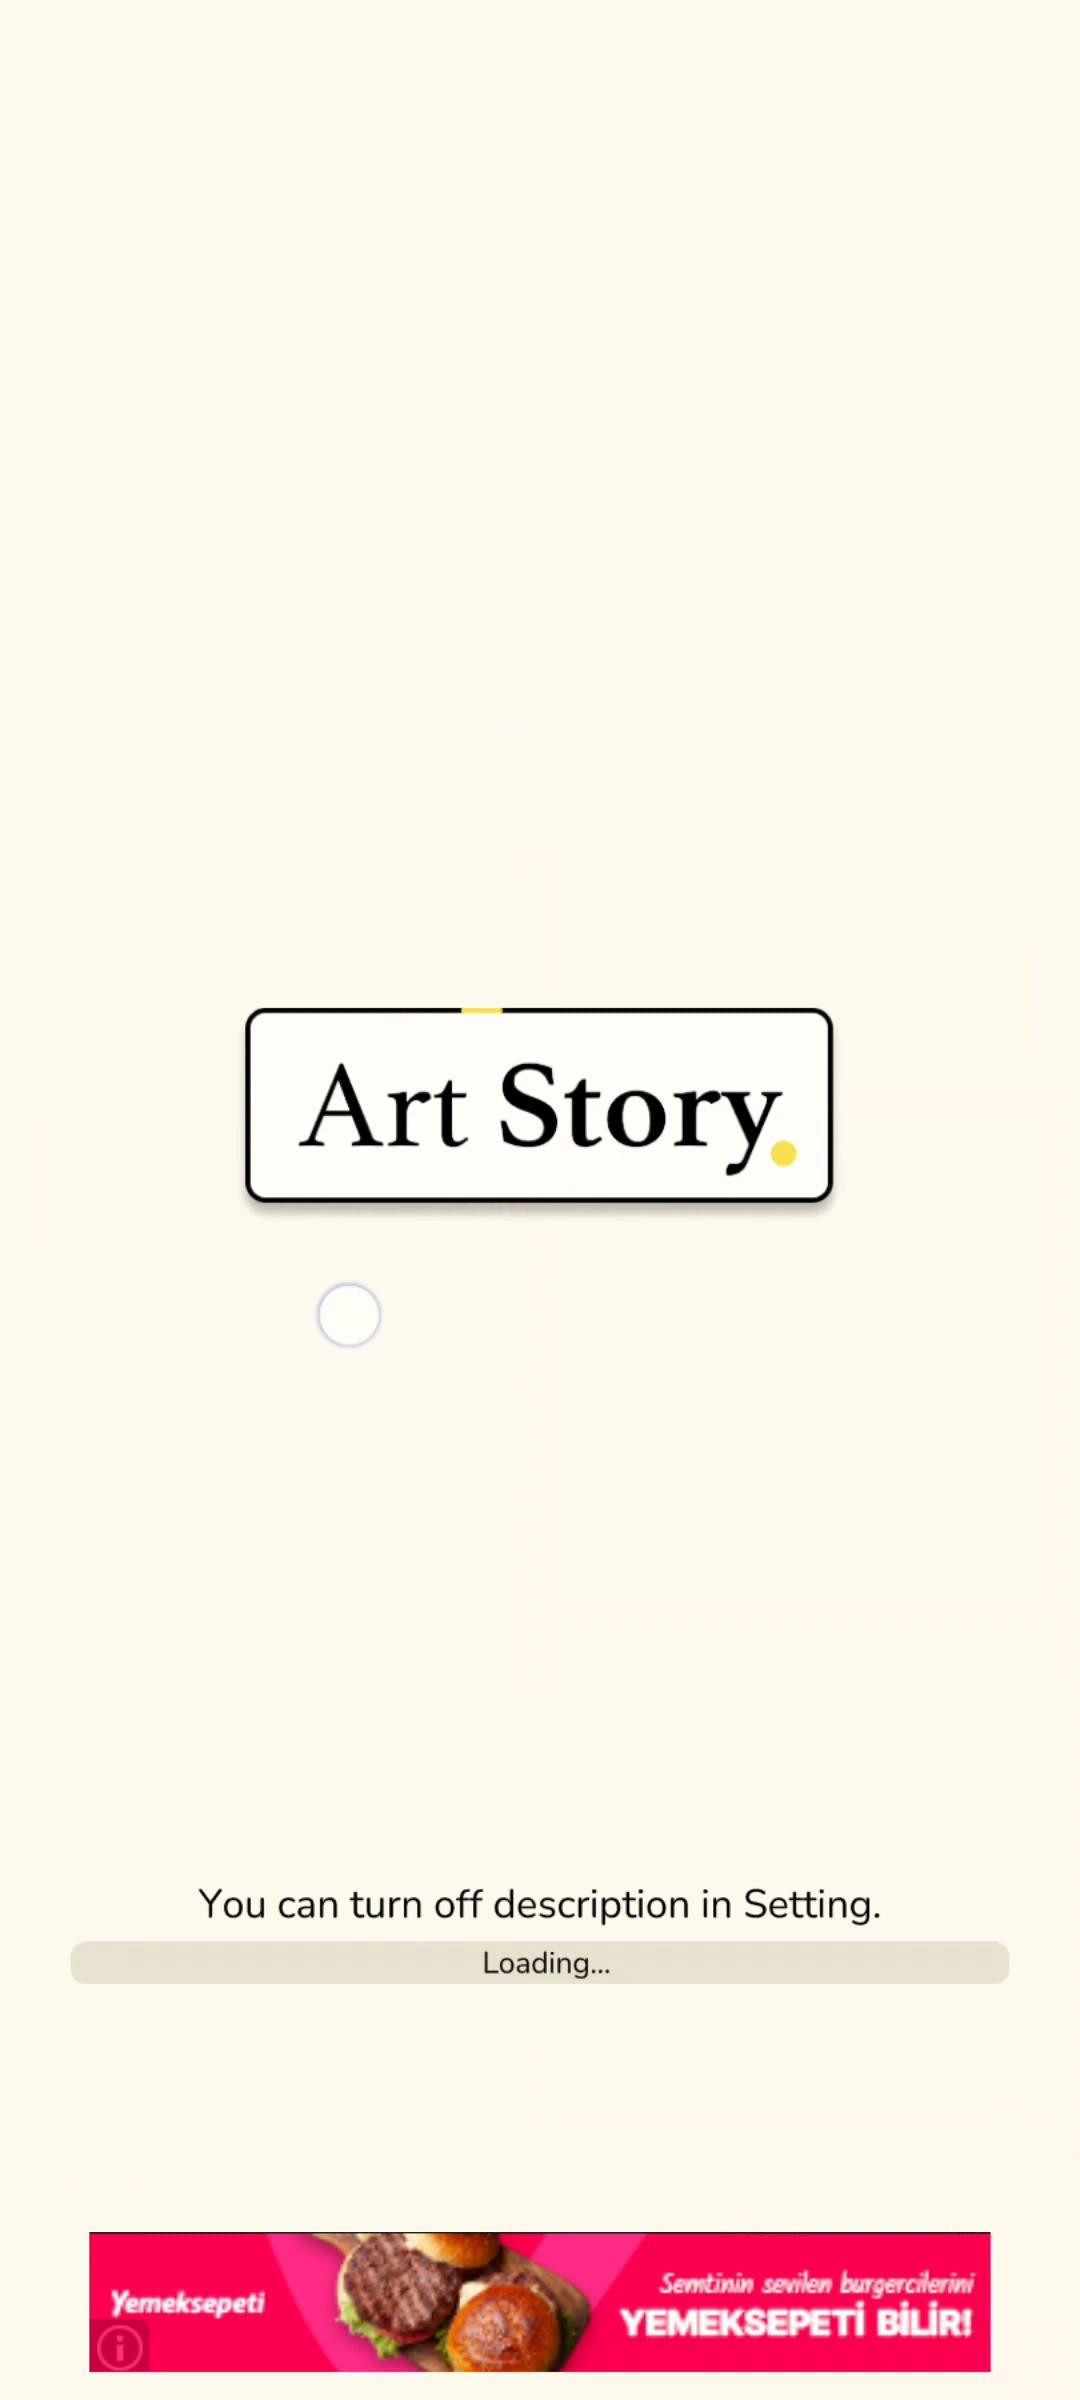 Art Story.
You can turn off description in Setting.
Loading...
Yemeksepeti
Semtinin sevilen burgercilerini
YEMEKSEPETİ BİLİR!